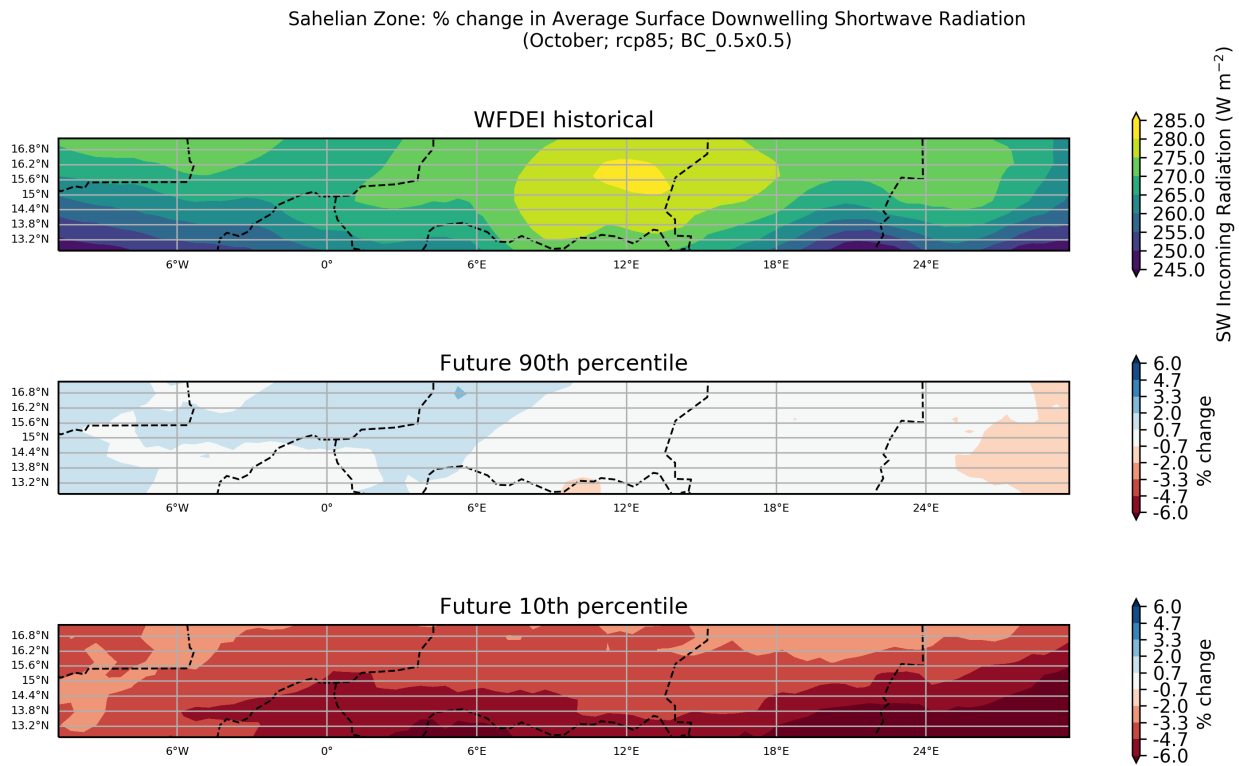 Sahelian Zone: % change in Average Surface Downwelling Shortwave Radiation
(October; rcp85; BC_0.5x0.5)
WFDEI historical
16.8°N
16.2°N
15.6°N
15°N
14.4°N
13.8°N
13.2°N
6°W
0°
6°E
12°E
18°E
24°E
285.0
280.0
275.0
270.0
265.0
260.0
255.0
250.0
245.0
SW Incoming Radiation (W m⁻²)
Future 90th percentile
16.8°N
16.2°N
15.6°N
15°N
14.4°N
13.8°N
13.2°N
6°W
0°
6°E
12°E
18°E
24°E
6.0
4.7
3.3
2.0
0.7
-0.7
-2.0
-3.3
-4.7
-6.0
% change
Future 10th percentile
16.8°N
16.2°N
15.6°N
15°N
14.4°N
13.8°N
13.2°N
6°W
0°
6°E
12°E
18°E
24°E
6.0
4.7
3.3
2.0
0.7
-0.7
-2.0
-3.3
-4.7
-6.0
% change